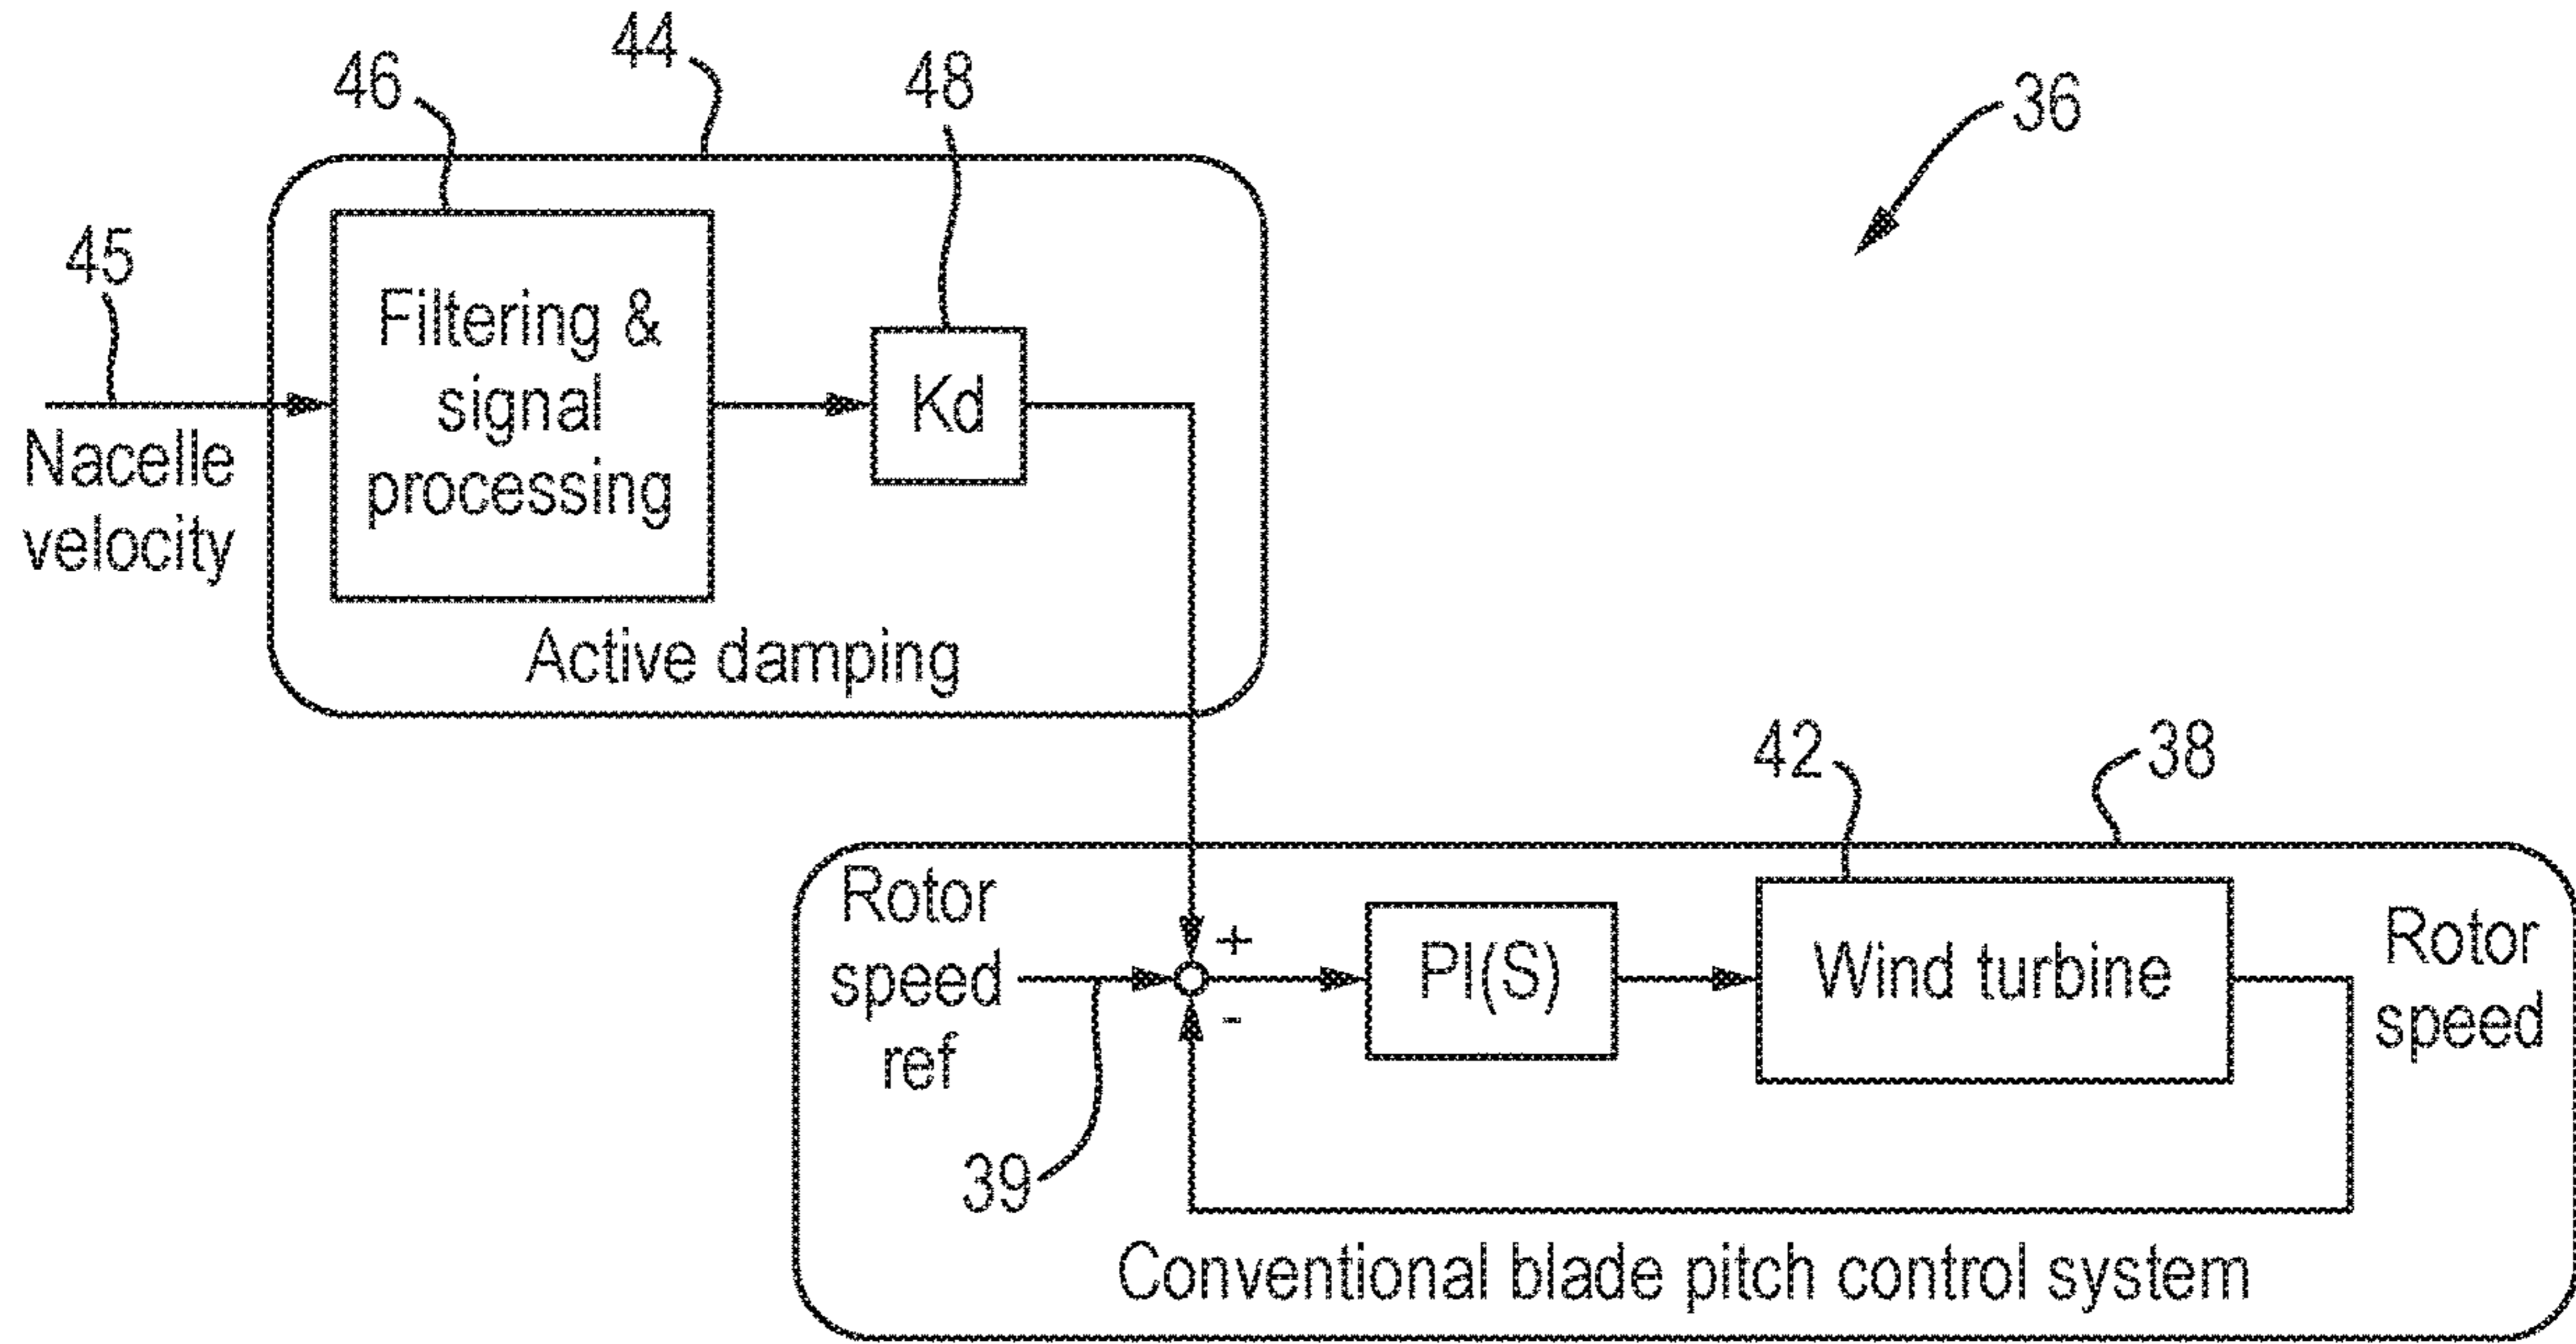 44
46
48
36
45
Filtering &
signal
processing
Kd
Nacelle
velocity
Active damping
42
38
Rotor
speed
ref
+
-
PI(S)
Wind turbine
Rotor
speed
39
Conventional blade pitch control system